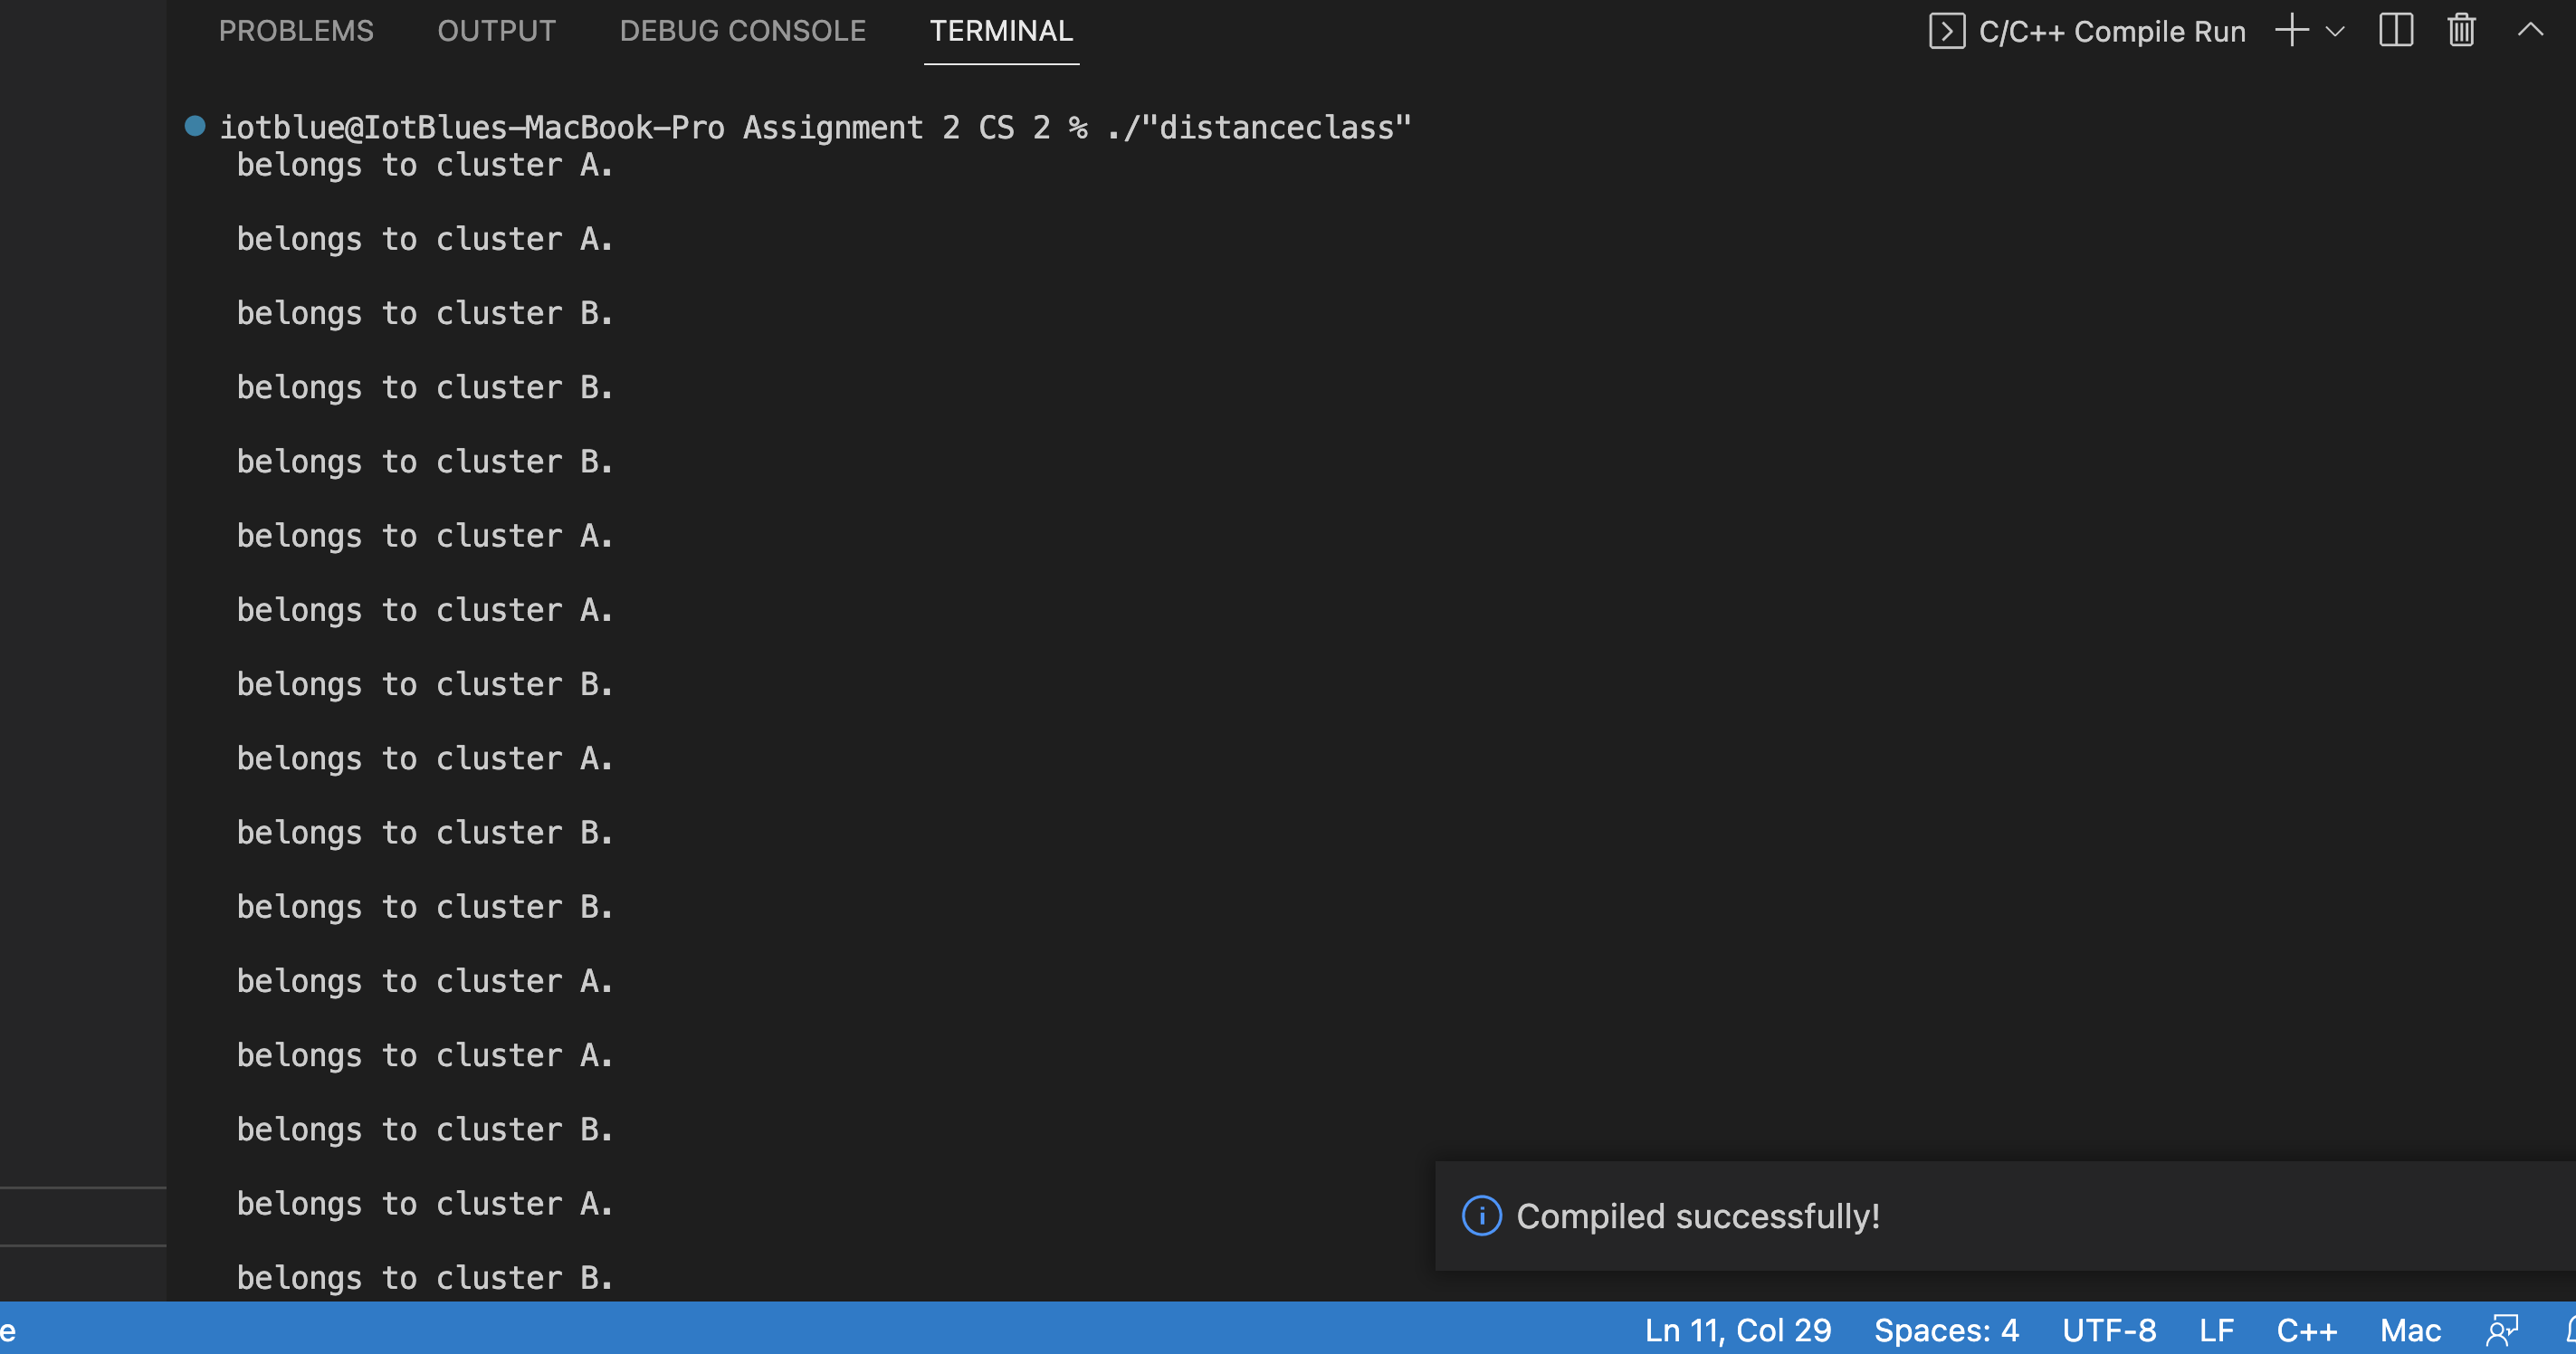 PROBLEMS OUTPUT DEBUG CONSOLE TERMINAL C/C++ Compile Run
iotblue@IotBlues-MacBook-Pro Assignment 2 CS 2 % ./"distanceclass"
belongs to cluster A.
belongs to cluster A.
belongs to cluster B.
belongs to cluster B.
belongs to cluster B.
belongs to cluster A.
belongs to cluster A.
belongs to cluster B.
belongs to cluster A.
belongs to cluster B.
belongs to cluster B.
belongs to cluster A.
belongs to cluster A.
belongs to cluster B.
belongs to cluster A.
Compiled successfully!
belongs to cluster B.
e Ln 11, Col 29 Spaces: 4 UTF-8 LF C++ Mac